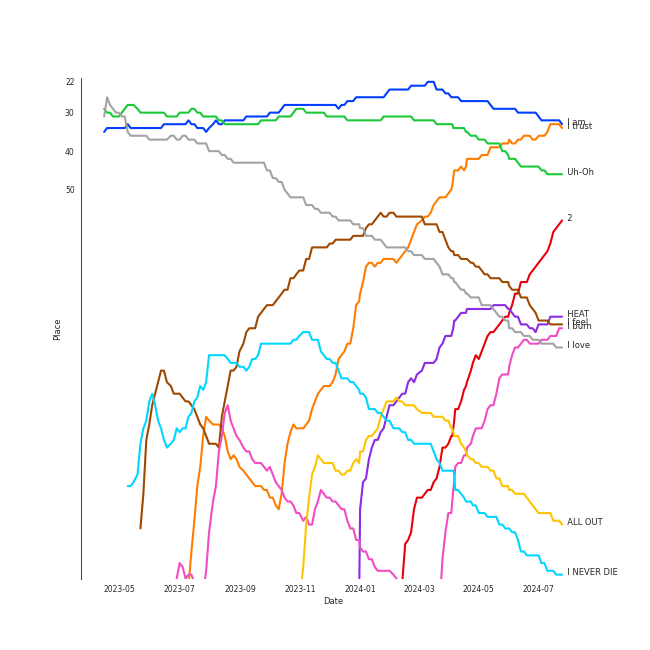 22
30
40
50
Place
I am
I trust
Uh-Oh
2
HEAT
I feel
I burn
I love
ALL OUT
I NEVER DIE
2023-05
2023-07
2023-09
2023-11
2024-01
2024-03
2024-05
2024-07
Date